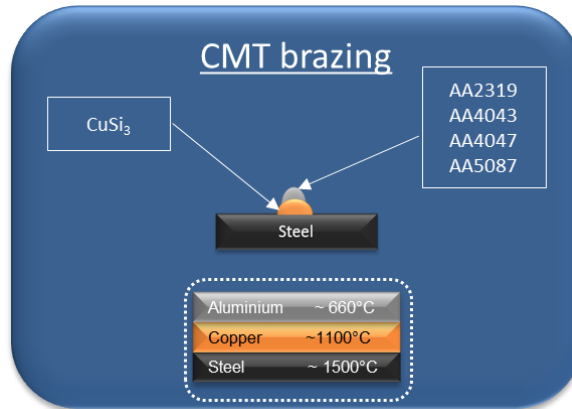 CMT brazing
CuSi₃
AA2319
AA4043
AA4047
AA5087
Steel
Aluminium ~ 660°C
Copper ~1100°C
Steel ~ 1500°C